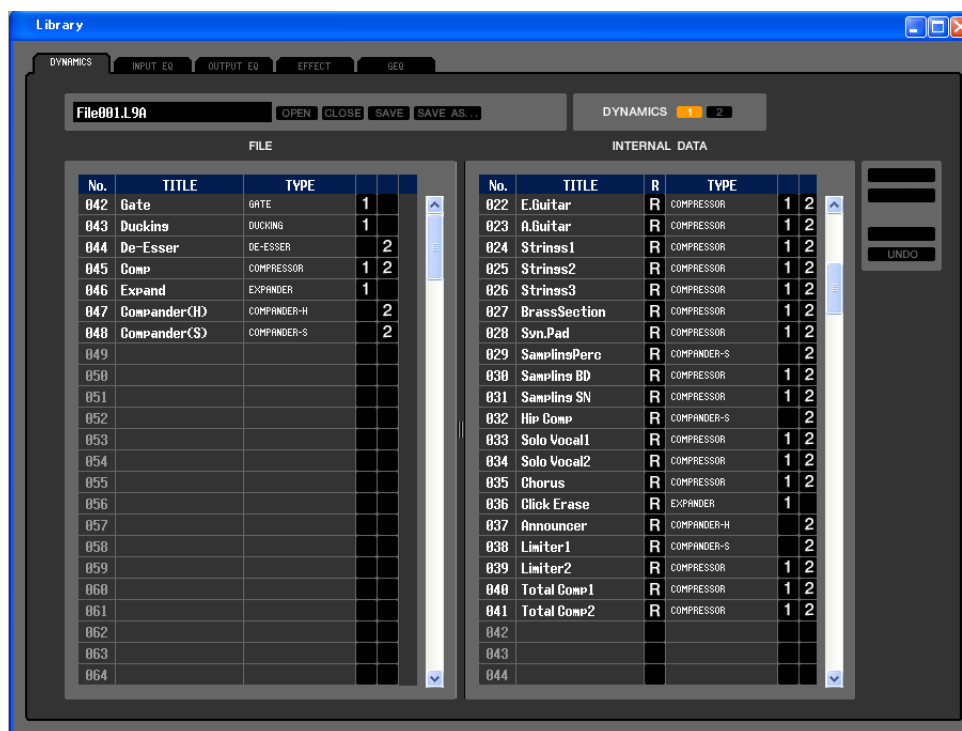 Library
DYNAMICS INPUT EQ OUTPUT EQ EFFECT GEQ
File001.L9A OPEN CLOSE SAVE SAVE AS... DYNAMICS 1 2
FILE INTERNAL DATA
No. TITLE TYPE No. TITLE R TYPE
042 Gate GATE 1 022 E.Guitar R COMPRESSOR 1 2
043 Ducking DUCKING 1 023 A.Guitar R COMPRESSOR 1 2
044 De-Esser DE-ESSER 2 024 Strings1 R COMPRESSOR 1 2 UNDO
045 Comp COMPRESSOR 1 2 025 Strings2 R COMPRESSOR 1 2
046 Expand EXPANDER 1 026 Strings3 R COMPRESSOR 1 2
047 Compander(H) COMPANDER-H 2 027 BrassSection R COMPRESSOR 1 2
048 Compander(S) COMPANDER-S 2 028 Syn.Pad R COMPRESSOR 1 2
049 029 SamplingPerc R COMPANDER-S 2
050 030 Sampling BD R COMPRESSOR 1 2
051 031 Sampling SN R COMPRESSOR 1 2
052 032 Hip Comp R COMPANDER-S 2
053 033 Solo Vocal1 R COMPRESSOR 1 2
054 034 Solo Vocal2 R COMPRESSOR 1 2
055 035 Chorus R COMPRESSOR 1 2
056 036 Click Erase R EXPANDER 1
057 037 Announcer R COMPANDER-H 2
058 038 Limiter1 R COMPANDER-S 2
059 039 Limiter2 R COMPRESSOR 1 2
060 040 Total Comp1 R COMPRESSOR 1 2
061 041 Total Comp2 R COMPRESSOR 1 2
062 042
063 043
064 044